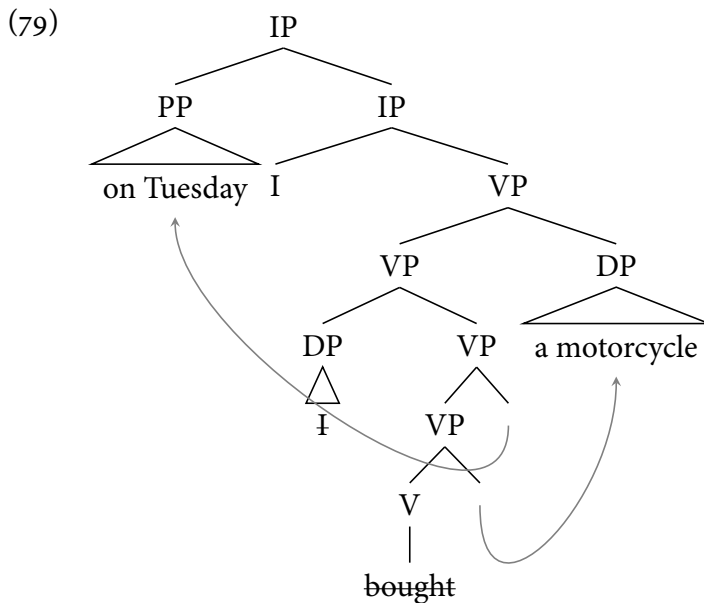 (79)
IP
PP IP
on Tuesday I VP
VP DP
DP VP a motorcycle
I VP
V
bought